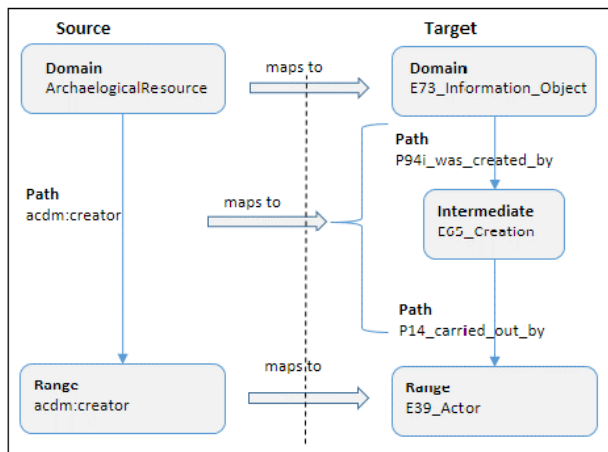 Source
Target
Domain
ArchaelogicalResource
maps to
Domain
E73_Information_Object
Path
P94i_was_created_by
Path
acdm:creator
maps to
Intermediate
E65_Creation
Path
P14_carried_out_by
Range
acdm:creator
maps to
Range
E39_Actor